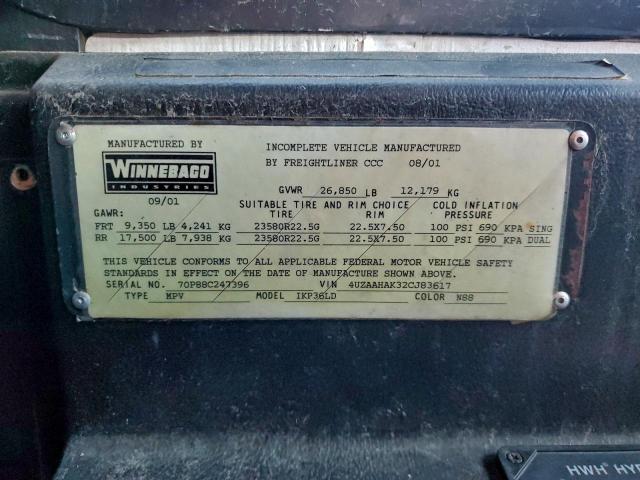 MANUFACTURED BY
WINNEBAGO
INDUSTRIES
09/01
INCOMPLETE VEHICLE MANUFACTURED
BY FREIGHTLINER CCC 08/01
GVWR 26,850 LB 12,179 KG
GAWR: SUITABLE TIRE AND RIM CHOICE COLD INFLATION
TIRE RIM PRESSURE
FRT 9,350 LB 4,241 KG 23580R22.5G 22.5X7.50 100 PSI 690 KPA SING
RR 17,500 LB 7,938 KG 23580R22.5G 22.5X7.50 100 PSI 690 KPA DUAL
THIS VEHICLE CONFORMS TO ALL APPLICABLE FEDERAL MOTOR VEHICLE SAFETY
STANDARDS IN EFFECT ON THE DATE OF MANUFACTURE SHOWN ABOVE.
SERIAL NO. 70P88C247396 VIN 4UZAAHAK32CJ83617
TYPE MPV MODEL IKP36LD COLOR N88
HWH HY